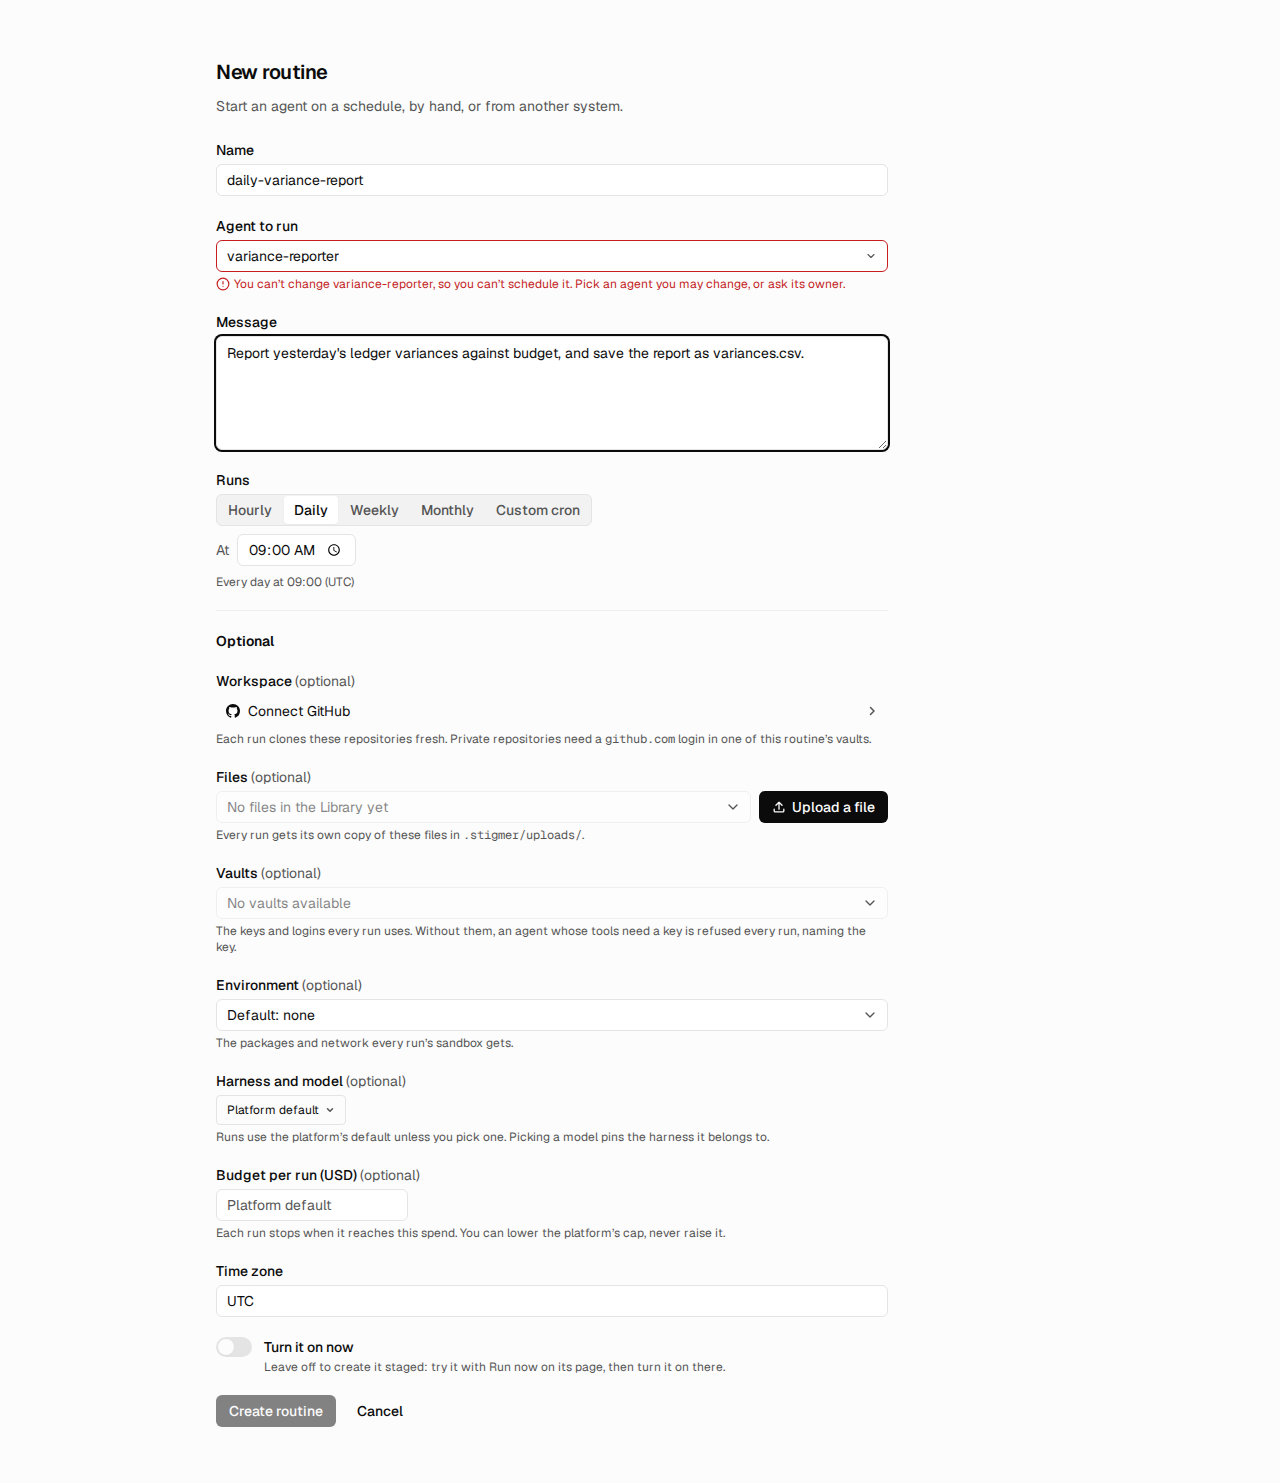 New routine
Start an agent on a schedule, by hand, or from another system.
Name
daily-variance-report
Agent to run
variance-reporter
You can't change variance-reporter, so you can't schedule it. Pick an agent you may change, or ask its owner.
Message
Report yesterday's ledger variances against budget, and save the report as variances.csv.
Runs
Hourly Daily Weekly Monthly Custom cron
At 09:00 AM
Every day at 09:00 (UTC)
Optional
Workspace (optional)
Connect GitHub
Each run clones these repositories fresh. Private repositories need a github.com login in one of this routine's vaults.
Files (optional)
No files in the Library yet Upload a file
Every run gets its own copy of these files in .stigmer/uploads/.
Vaults (optional)
No vaults available
The keys and logins every run uses. Without them, an agent whose tools need a key is refused every run, naming the
key.
Environment (optional)
Default: none
The packages and network every run's sandbox gets.
Harness and model (optional)
Platform default
Runs use the platform's default unless you pick one. Picking a model pins the harness it belongs to.
Budget per run (USD) (optional)
Platform default
Each run stops when it reaches this spend. You can lower the platform's cap, never raise it.
Time zone
UTC
Turn it on now
Leave off to create it staged: try it with Run now on its page, then turn it on there.
Create routine Cancel